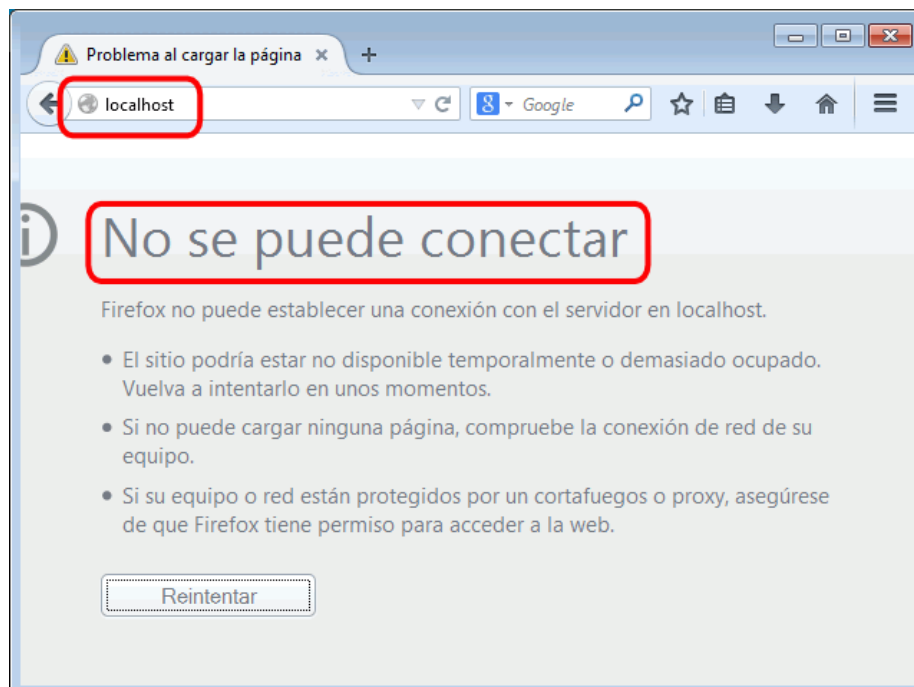 Problema al cargar la página
localhost
Google
No se puede conectar
Firefox no puede establecer una conexión con el servidor en localhost.
El sitio podría estar no disponible temporalmente o demasiado ocupado.
Vuelva a intentarlo en unos momentos.
Si no puede cargar ninguna página, compruebe la conexión de red de su
equipo.
Si su equipo o red están protegidos por un cortafuegos o proxy, asegúrese
de que Firefox tiene permiso para acceder a la web.
Reintentar